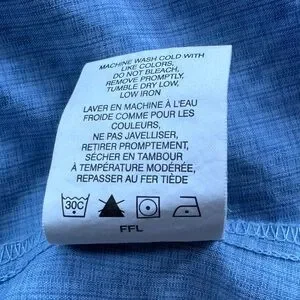 MACHINE WASH COLD WITH
LIKE COLORS,
DO NOT BLEACH,
REMOVE PROMPTLY,
TUMBLE DRY LOW,
LOW IRON
LAVER EN MACHINE À L'EAU
FROIDE COMME POUR LES
COULEURS,
NE PAS JAVELLISER,
RETIRER PROMPTEMENT,
SÉCHER EN TAMBOUR
À TEMPÉRATURE MODÉRÉE,
REPASSER AU FER TIÈDE
30C
FFL